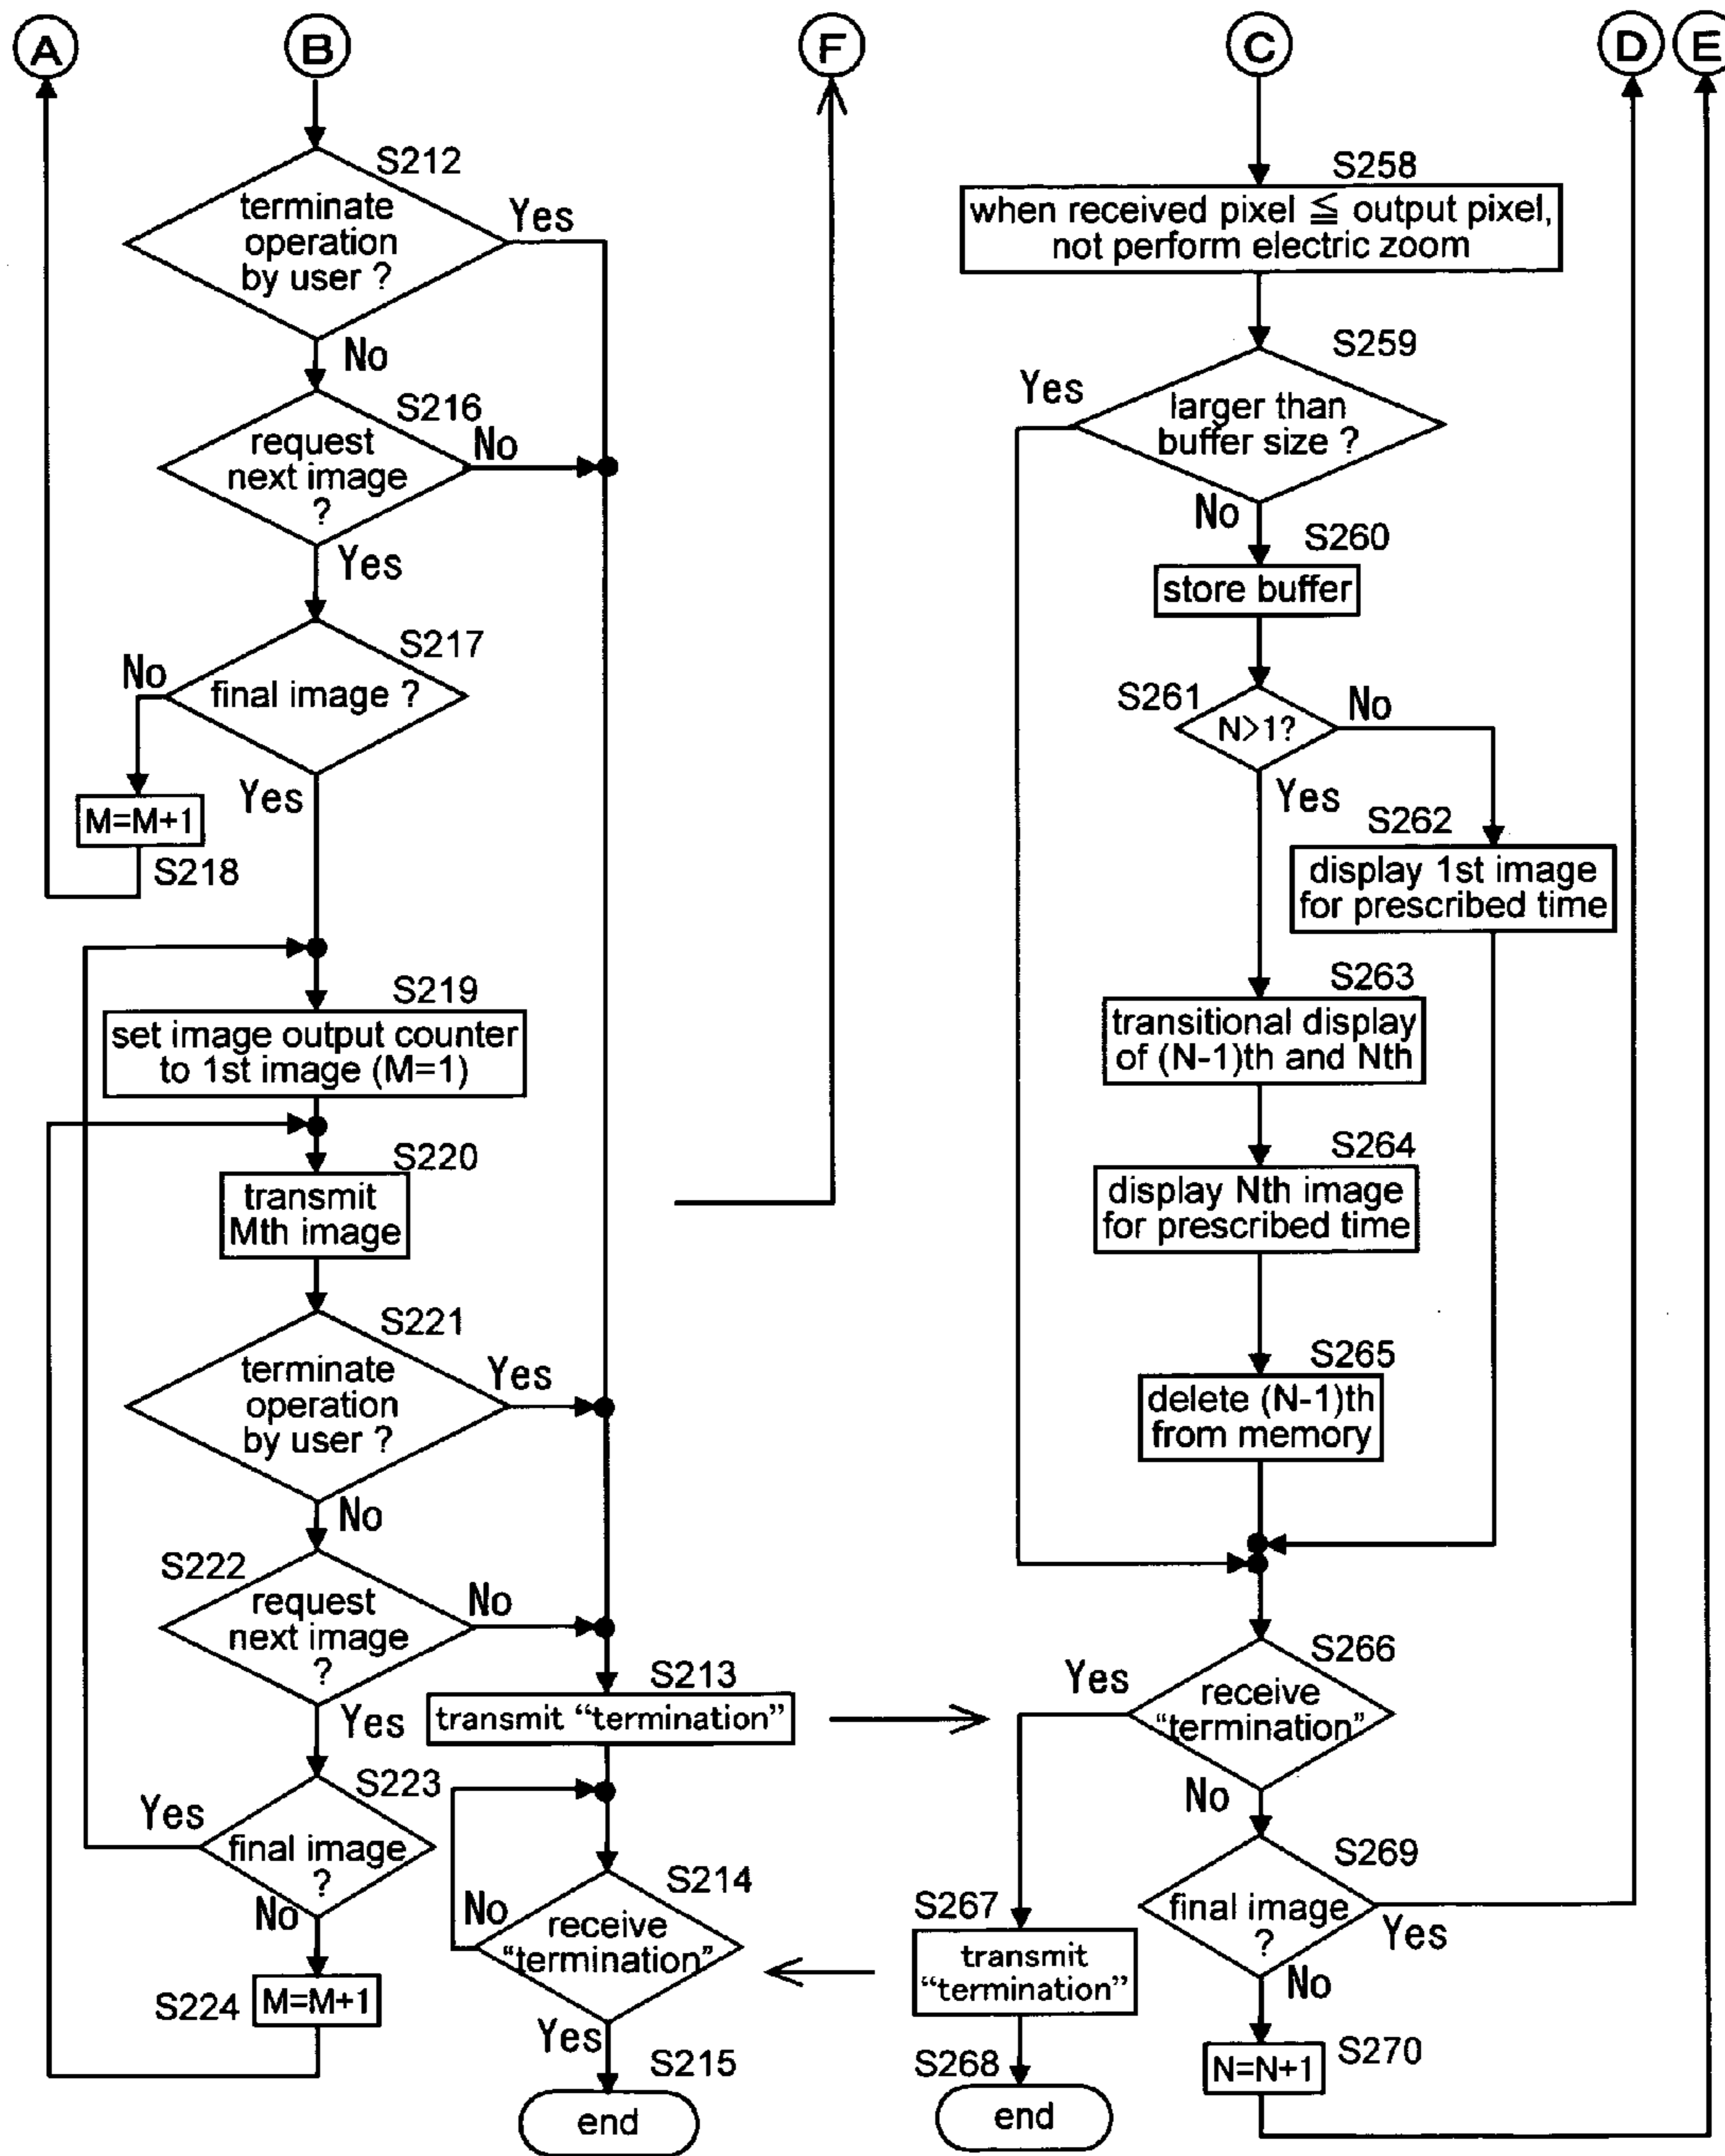 A
B
F
C
D
E
S212
terminate
operation
by user ?
Yes
No
S216
request
next image
?
No
Yes
S217
final image ?
No
Yes
M=M+1
S218
S219
set image output counter
to 1st image (M=1)
S220
transmit
Mth image
S221
terminate
operation
by user ?
Yes
No
S222
request
next image
?
No
Yes
S213
transmit “termination”
S223
final image
?
Yes
No
S224
M=M+1
S214
receive
“termination”
No
Yes
S215
end
S258
when received pixel ≦ output pixel,
not perform electric zoom
S259
larger than
buffer size ?
Yes
No
S260
store buffer
S261
N>1?
No
Yes
S262
display 1st image
for prescribed time
S263
transitional display
of (N-1)th and Nth
S264
display Nth image
for prescribed time
S265
delete (N-1)th
from memory
S266
receive
“termination”
Yes
No
S267
transmit
“termination”
S268
end
S269
final image
?
Yes
No
S270
N=N+1